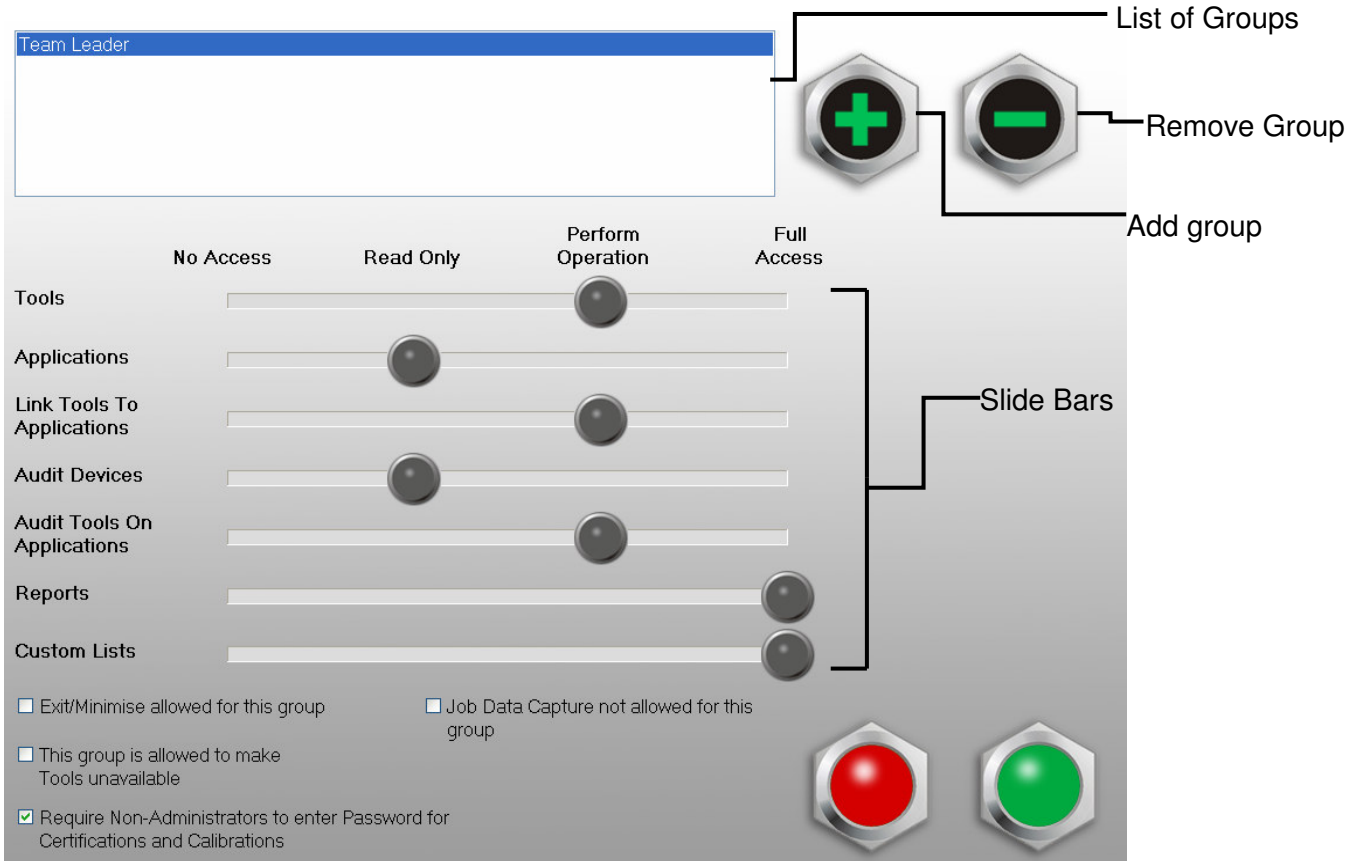 List of Groups
Team Leader
Remove Group
Add group
No Access
Read Only
Perform
Operation
Full
Access
Tools
Applications
Link Tools To
Applications
Slide Bars
Audit Devices
Audit Tools On
Applications
Reports
Custom Lists
Exit/Minimise allowed for this group
Job Data Capture not allowed for this
group
This group is allowed to make
Tools unavailable
Require Non-Administrators to enter Password for
Certifications and Calibrations